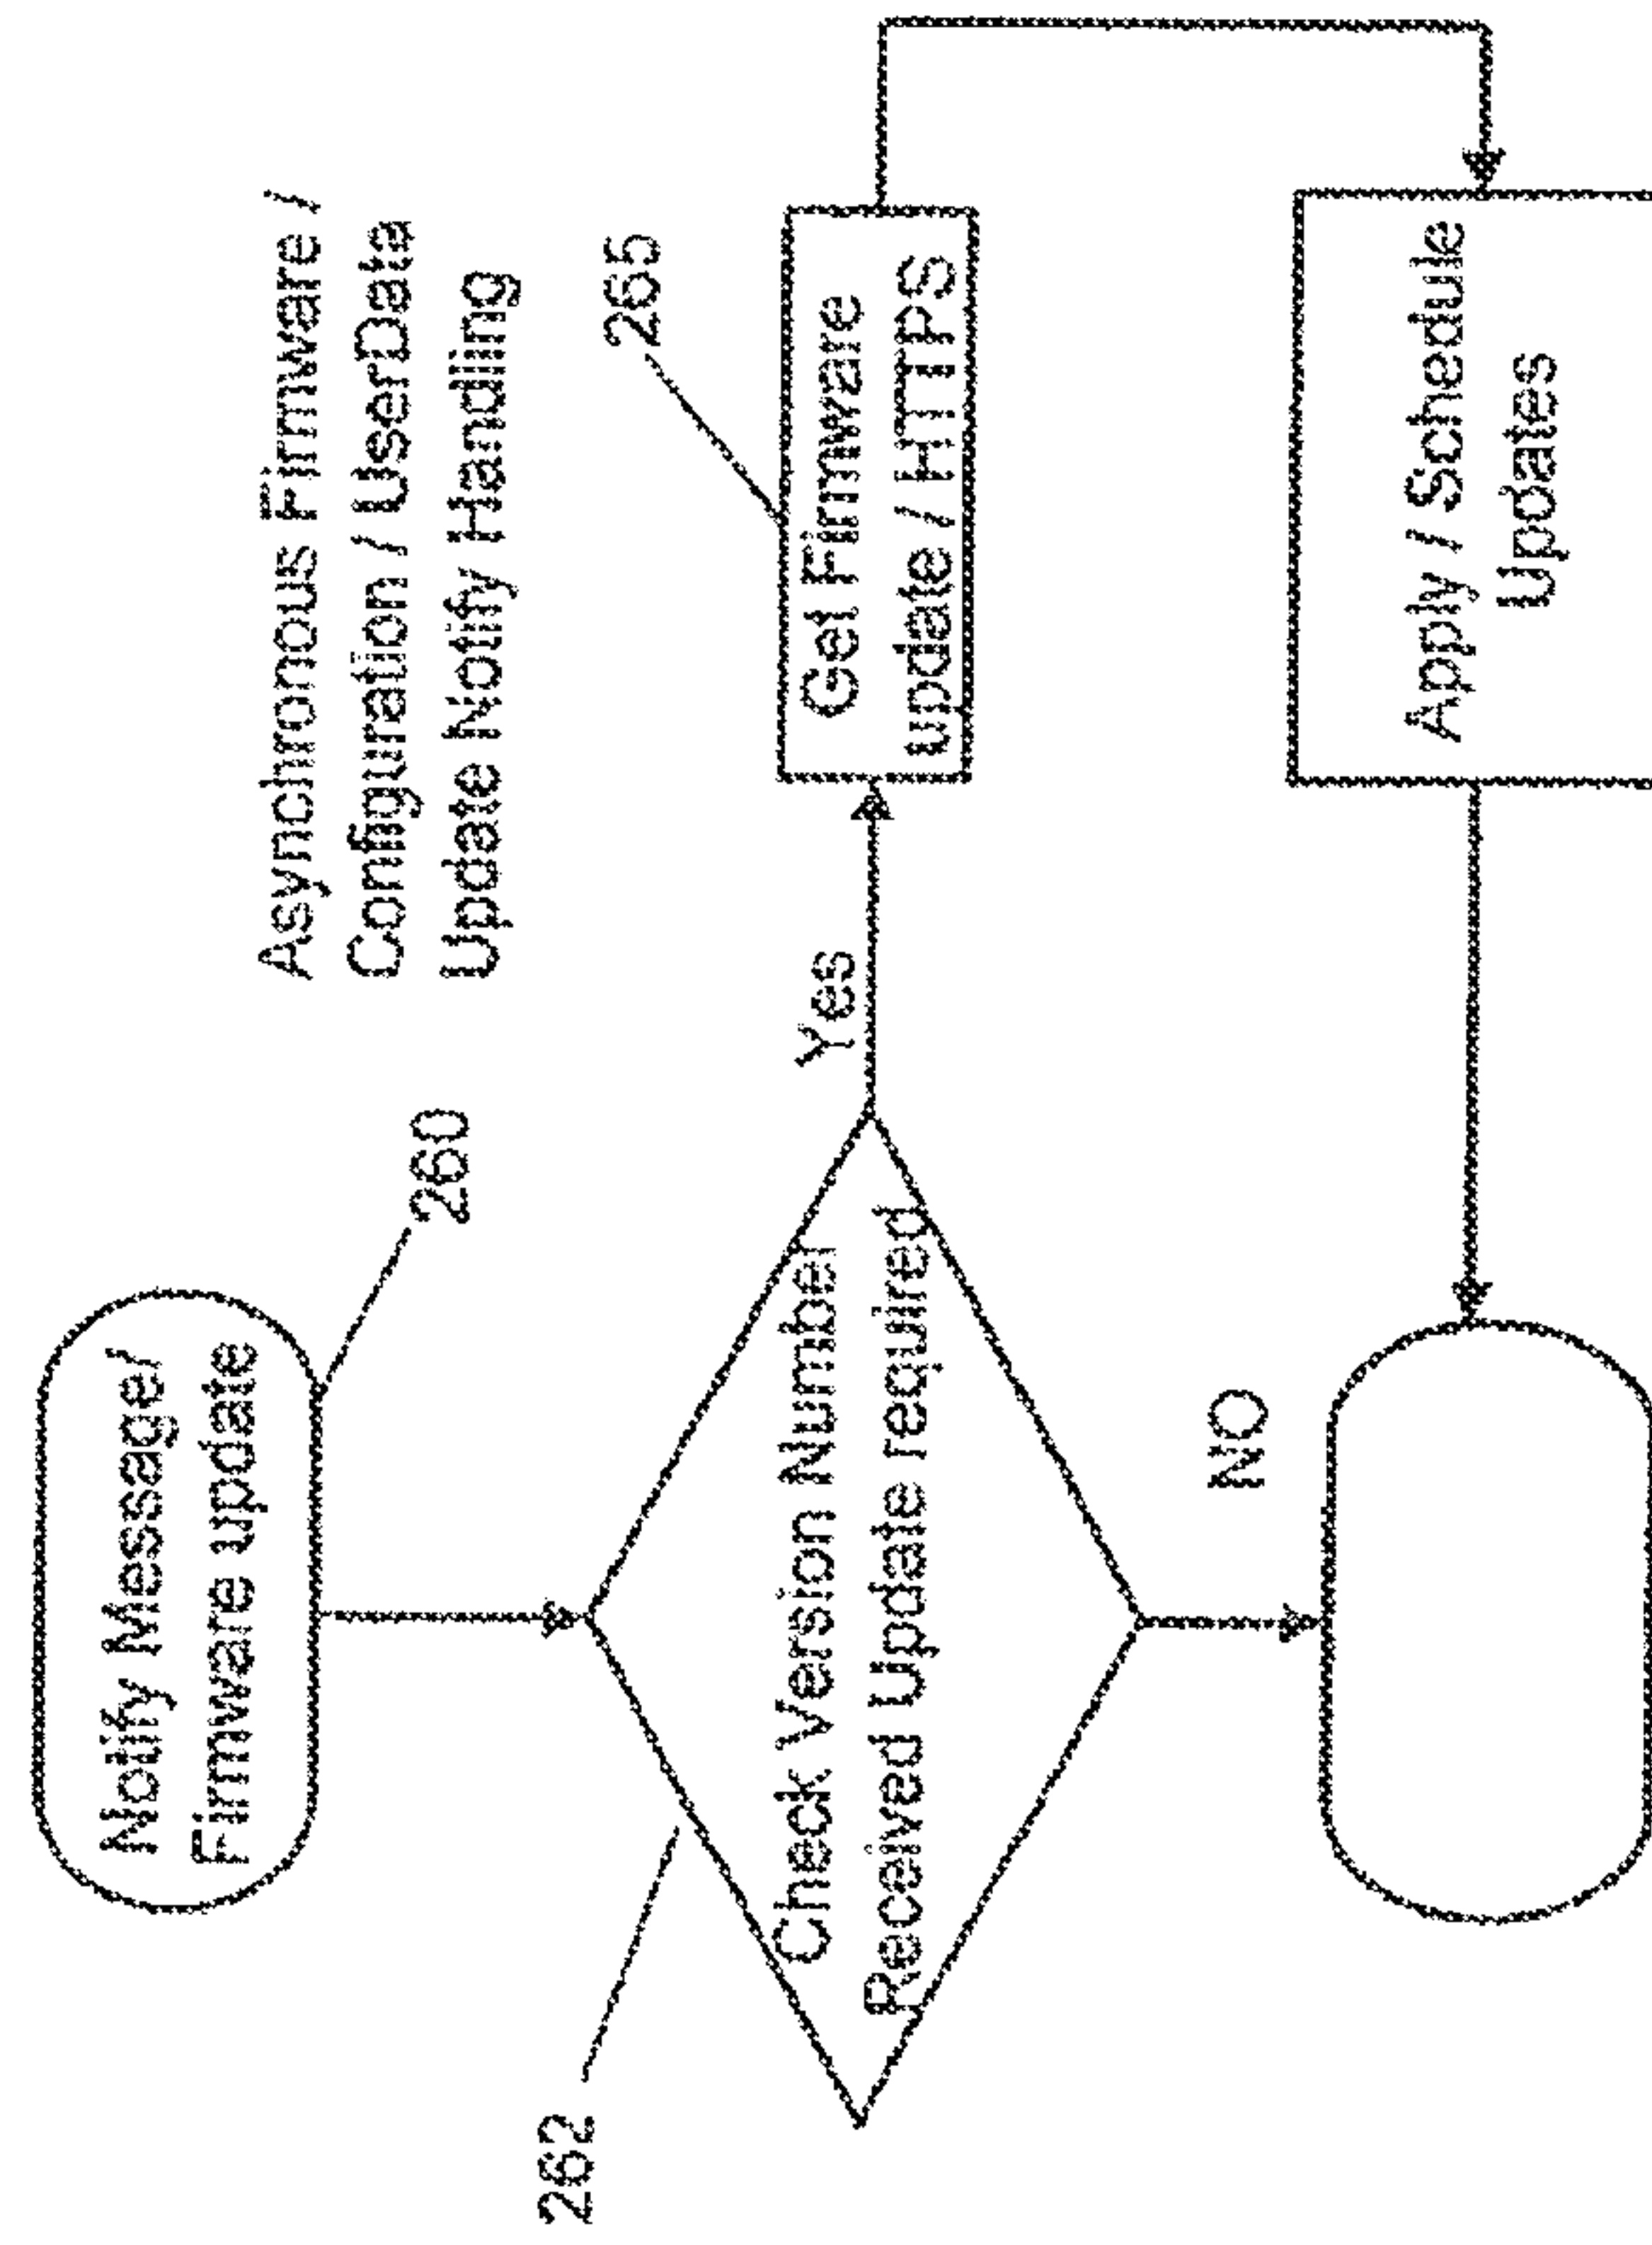 Asynchronous Firmware /
Configuration / UserData
Update Notify Handling
Notify Message/
Firmware update
260
262
Check Version Number
Received Update required
Yes
265
Get Firmware
update / HTTPS
NO
Apply / Schedule
Updates